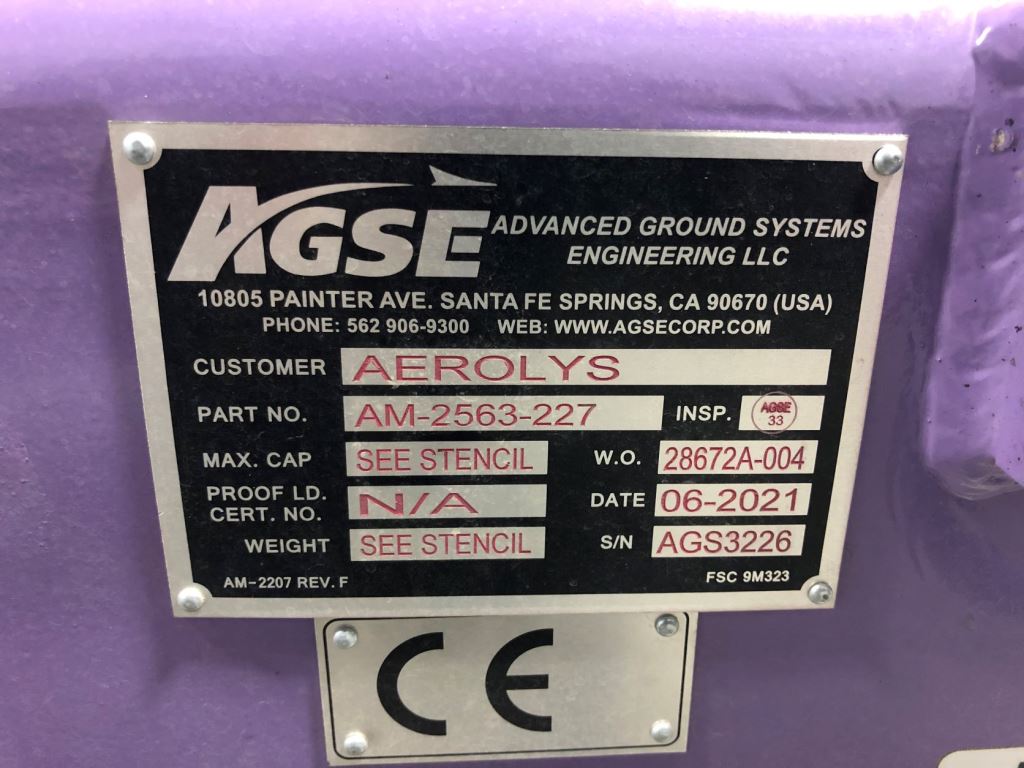 AGSE
ADVANCED GROUND SYSTEMS
ENGINEERING LLC
10805 PAINTER AVE. SANTA FE SPRINGS, CA 90670 (USA)
PHONE: 562 906-9300 WEB: WWW.AGSECORP.COM
CUSTOMER AEROLYS
PART NO. AM-2563-227 INSP. AGSE 33
MAX. CAP SEE STENCIL W.O. 28672A-004
PROOF LD.
CERT. NO. N/A DATE 06-2021
WEIGHT SEE STENCIL S/N AGS3226
AM-2207 REV. F FSC 9M323
CE